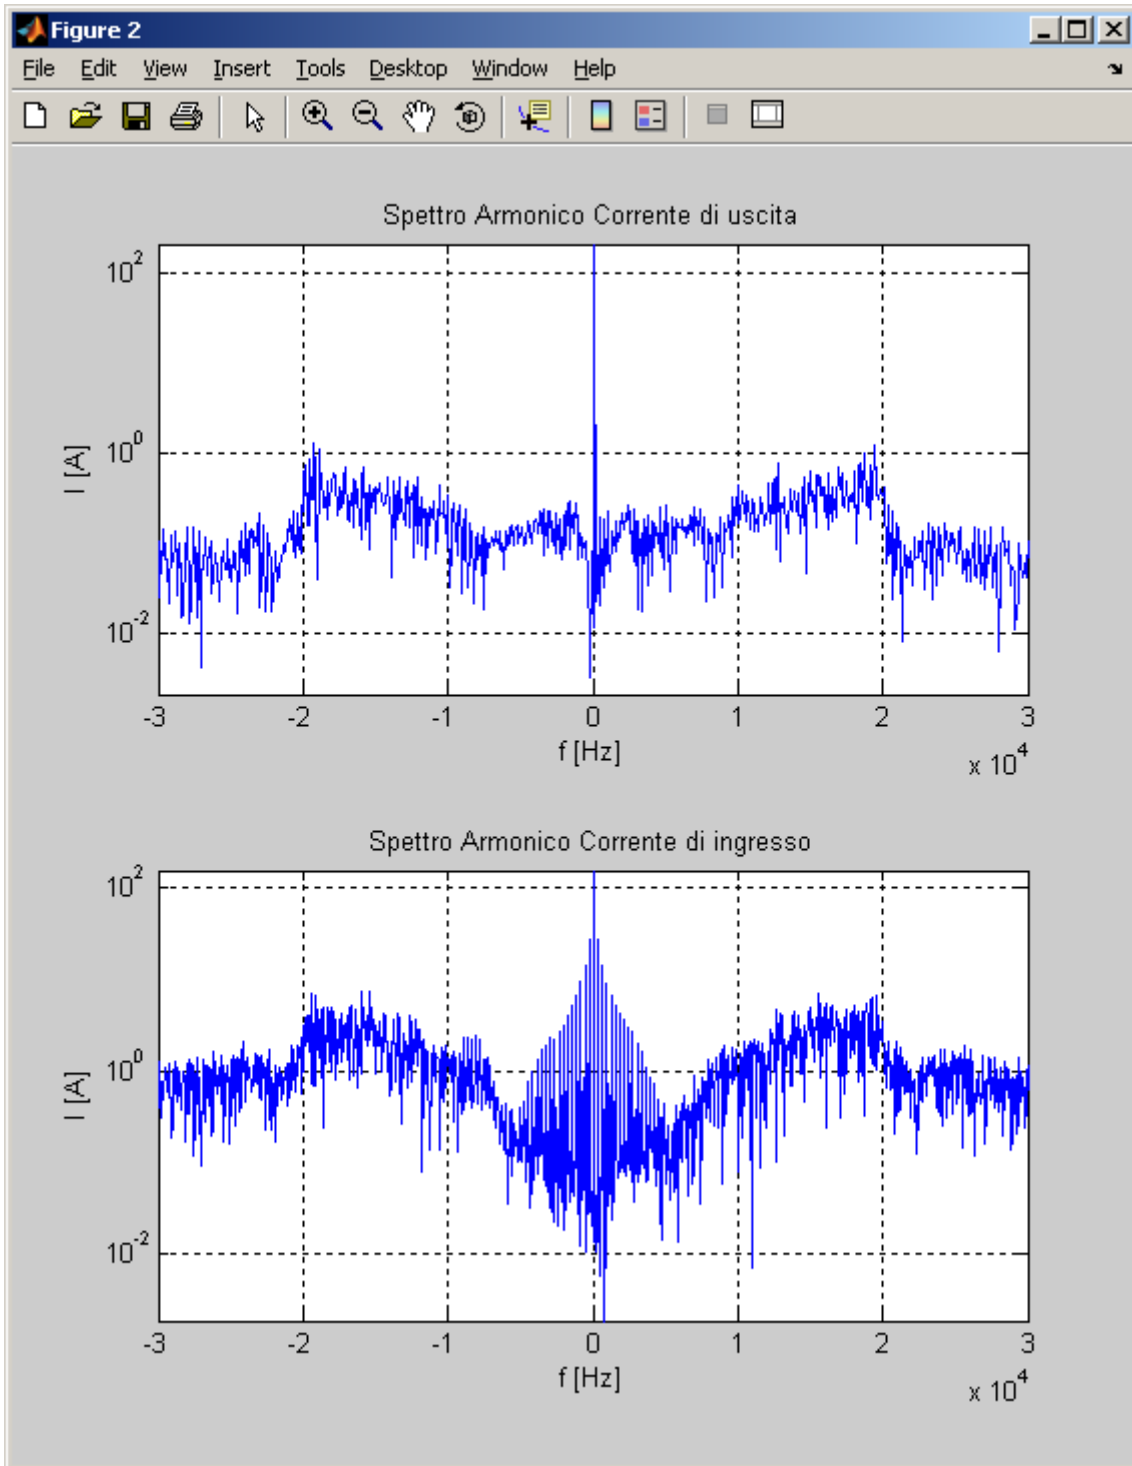 Figure 2
File Edit View Insert Tools Desktop Window Help
Spettro Armonico Corrente di uscita
10^2
10^0
10^-2
I [A]
-3 -2 -1 0 1 2 3
f [Hz]
x 10^4
Spettro Armonico Corrente di ingresso
10^2
10^0
10^-2
I [A]
-3 -2 -1 0 1 2 3
f [Hz]
x 10^4